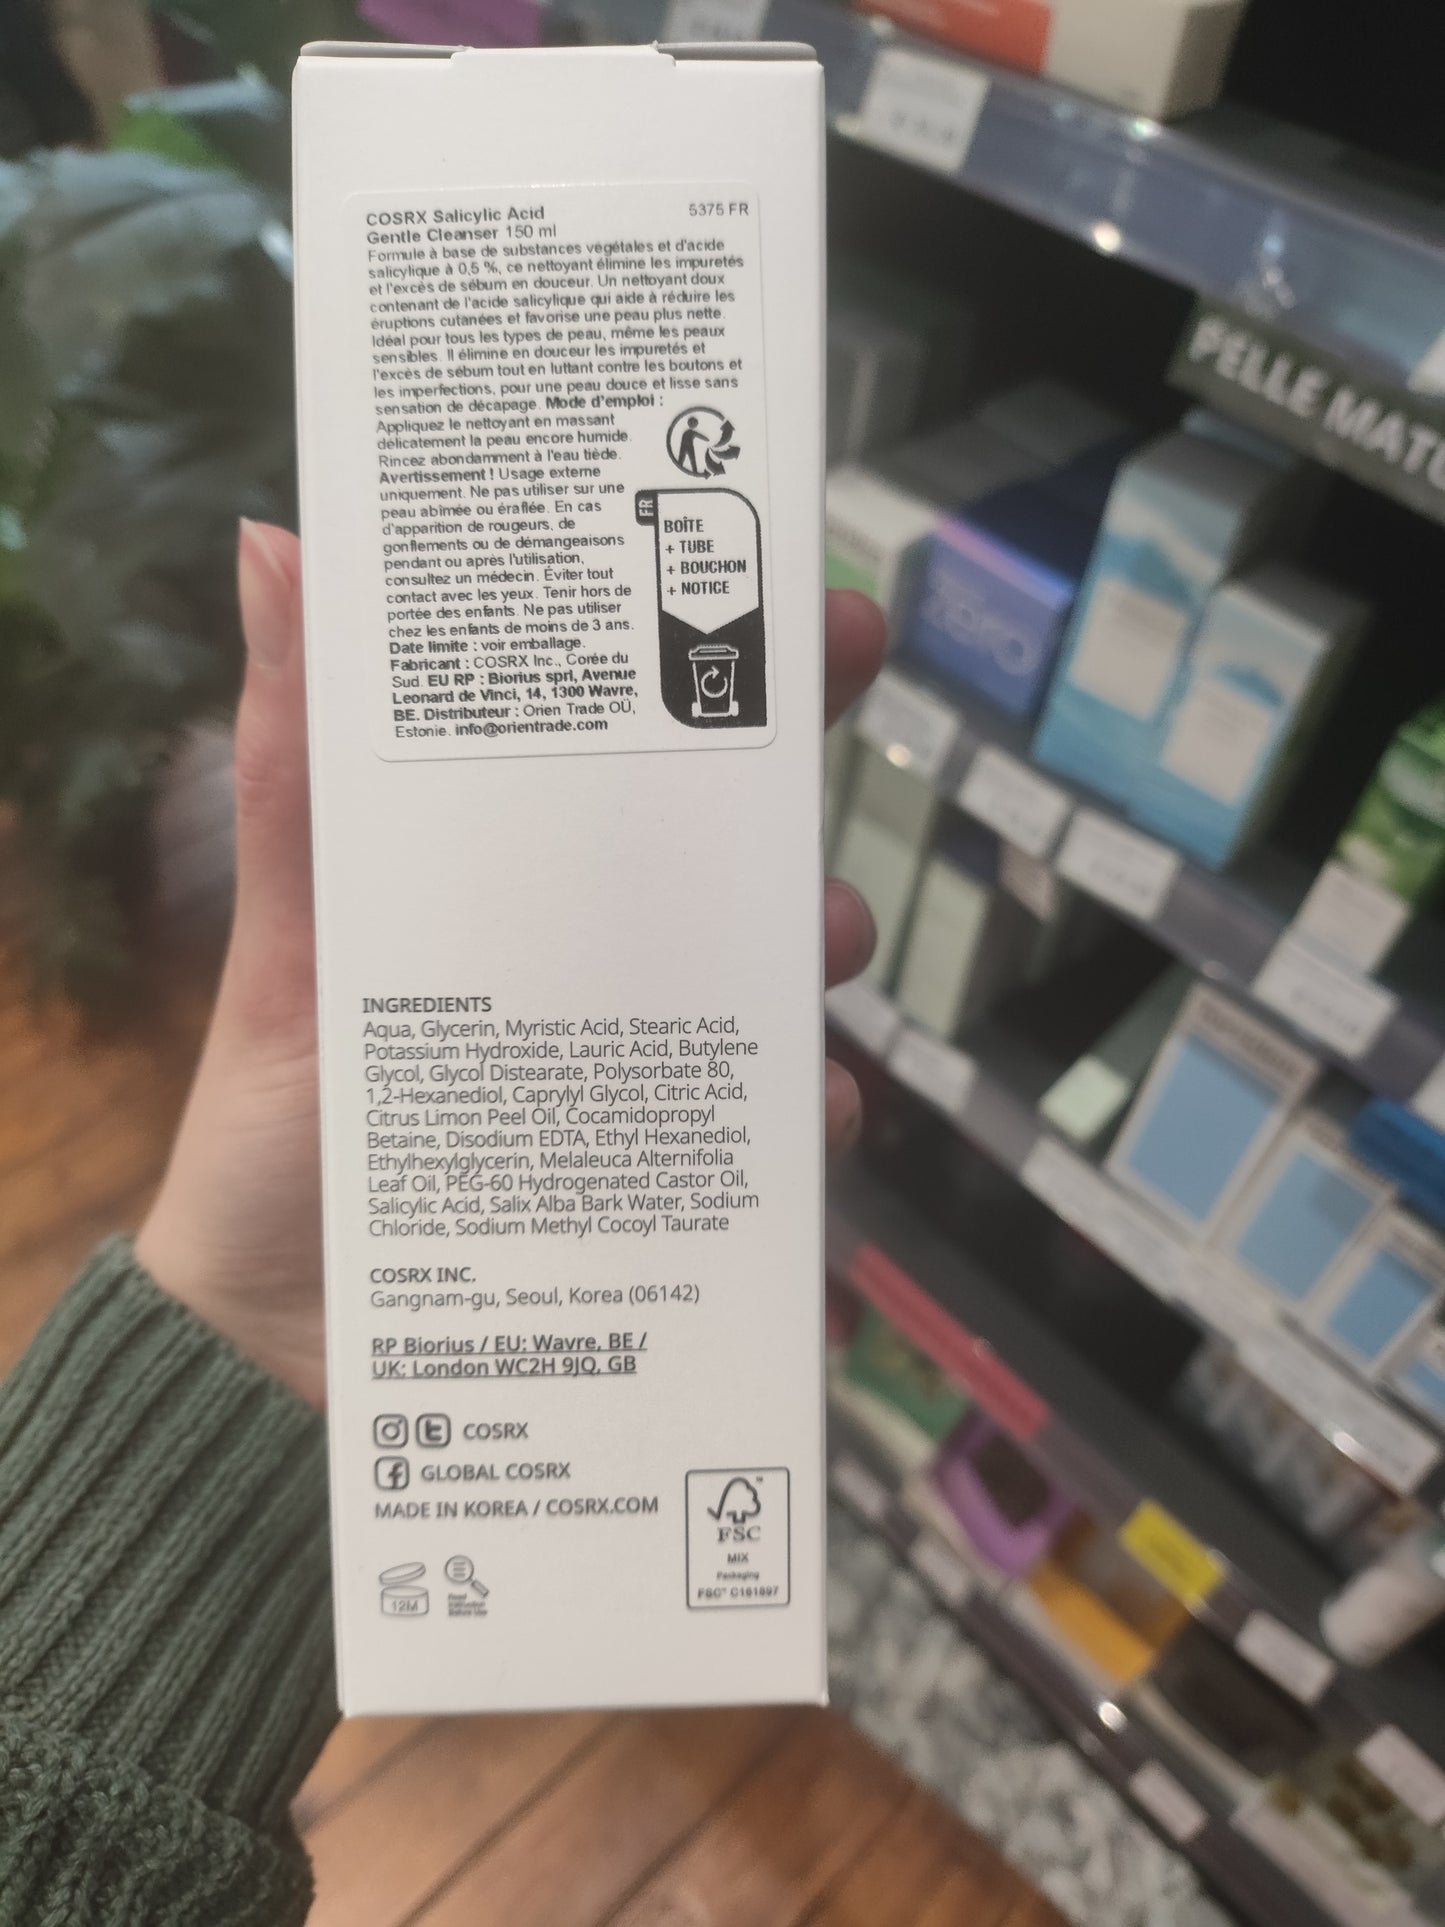 COSRX Salicylic Acid 5375 FR
Gentle Cleanser 150 ml
Formule à base de substances végétales et d'acide
salicylique à 0,5 %, ce nettoyant élimine les impuretés
et l'excès de sébum en douceur. Un nettoyant doux
contenant de l'acide salicylique qui aide à réduire les
éruptions cutanées et favorise une peau plus nette.
Idéal pour tous les types de peau, même les peaux
sensibles. Il élimine en douceur les impuretés et
l'excès de sébum tout en luttant contre les boutons et
les imperfections, pour une peau douce et lisse sans
sensation de décapage. Mode d'emploi :
Appliquez le nettoyant en massant
délicatement la peau encore humide.
Rincez abondamment à l'eau tiède.
Avertissement ! Usage externe
uniquement. Ne pas utiliser sur une
peau abîmée ou éraflée. En cas
d'apparition de rougeurs, de
gonflements ou de démangeaisons
pendant ou après l'utilisation,
consultez un médecin. Éviter tout
contact avec les yeux. Tenir hors de
portée des enfants. Ne pas utiliser
chez les enfants de moins de 3 ans.
Date limite : voir emballage.
Fabricant : COSRX Inc., Corée du
Sud. EU RP : Biorius sprl, Avenue
Leonard de Vinci, 14, 1300 Wavre,
BE. Distributeur : Orien Trade OÜ,
Estonie. info@orientrade.com
FR
BOÎTE
+ TUBE
+ BOUCHON
+ NOTICE
INGREDIENTS
Aqua, Glycerin, Myristic Acid, Stearic Acid,
Potassium Hydroxide, Lauric Acid, Butylene
Glycol, Glycol Distearate, Polysorbate 80,
1,2-Hexanediol, Caprylyl Glycol, Citric Acid,
Citrus Limon Peel Oil, Cocamidopropyl
Betaine, Disodium EDTA, Ethyl Hexanediol,
Ethylhexylglycerin, Melaleuca Alternifolia
Leaf Oil, PEG-60 Hydrogenated Castor Oil,
Salicylic Acid, Salix Alba Bark Water, Sodium
Chloride, Sodium Methyl Cocoyl Taurate
COSRX INC.
Gangnam-gu, Seoul, Korea (06142)
RP Biorius / EU: Wavre, BE /
UK: London WC2H 9JQ, GB
COSRX
GLOBAL COSRX
MADE IN KOREA / COSRX.COM
12M
Read
Instruction
Before Use
FSC
MIX
Packaging
FSC® C161897
PELLE MATU